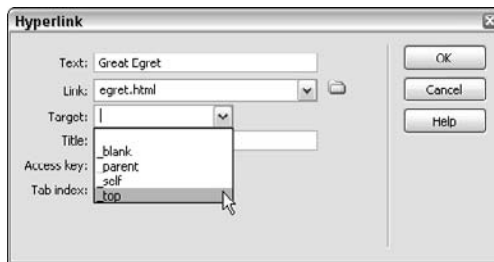 Hyperlink
Text: Great Egret
Link: egret.html
Target:
Title:
Access key:
Tab index:
_blank
_parent
_self
_top
OK
Cancel
Help